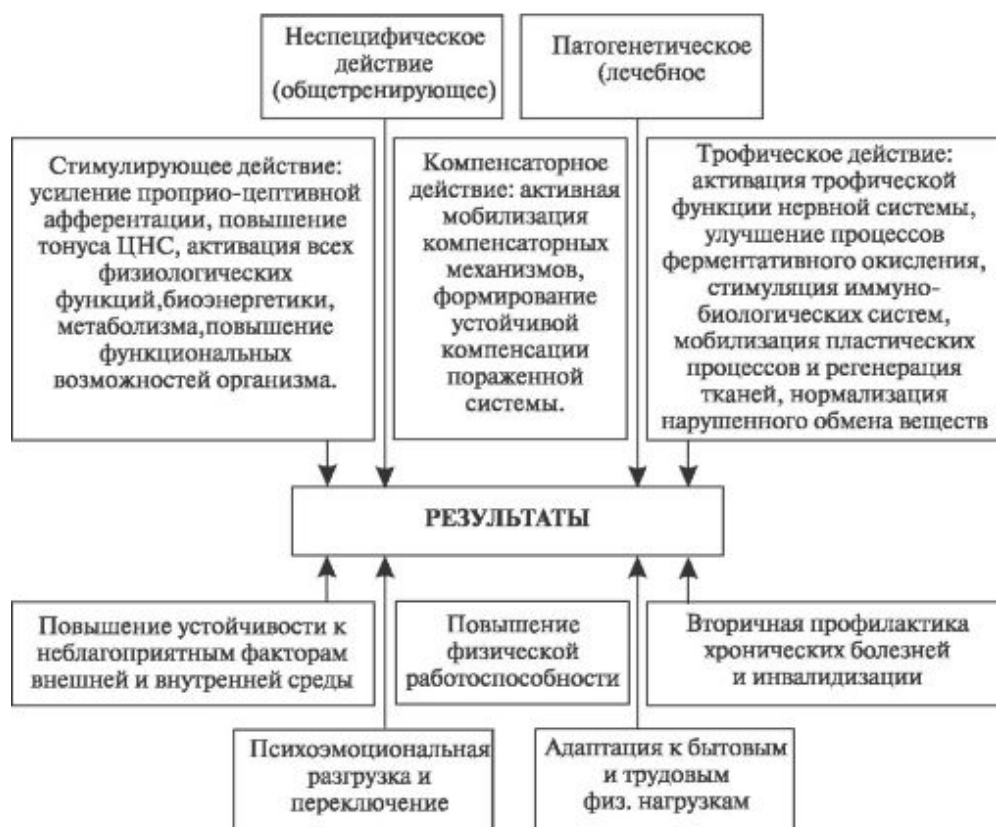 Неспецифическое
действие
(общетренирующее)
Патогенетическое
(лечебное
Стимулирующее действие:
усиление проприо-цептивной
афферентации, повышение
тонуса ЦНС, активация всех
физиологических
функций,биоэнергетики,
метаболизма,повышение
функциональных
возможностей организма.
Компенсаторное
действие: активная
мобилизация
компенсаторных
механизмов,
формирование
устойчивой
компенсации
пораженной
системы.
Трофическое действие:
активация трофической
функции нервной системы,
улучшение процессов
ферментативного окисления,
стимуляция иммуно-
биологических систем,
мобилизация пластических
процессов и регенерация
тканей, нормализация
нарушенного обмена веществ
РЕЗУЛЬТАТЫ
Повышение устойчивости к
неблагоприятным факторам
внешней и внутренней среды
Повышение
физической
работоспособности
Вторичная профилактика
хронических болезней
и инвалидизации
Психоэмоциональная
разгрузка и
переключение
Адаптация к бытовым
и трудовым
физ. нагрузкам